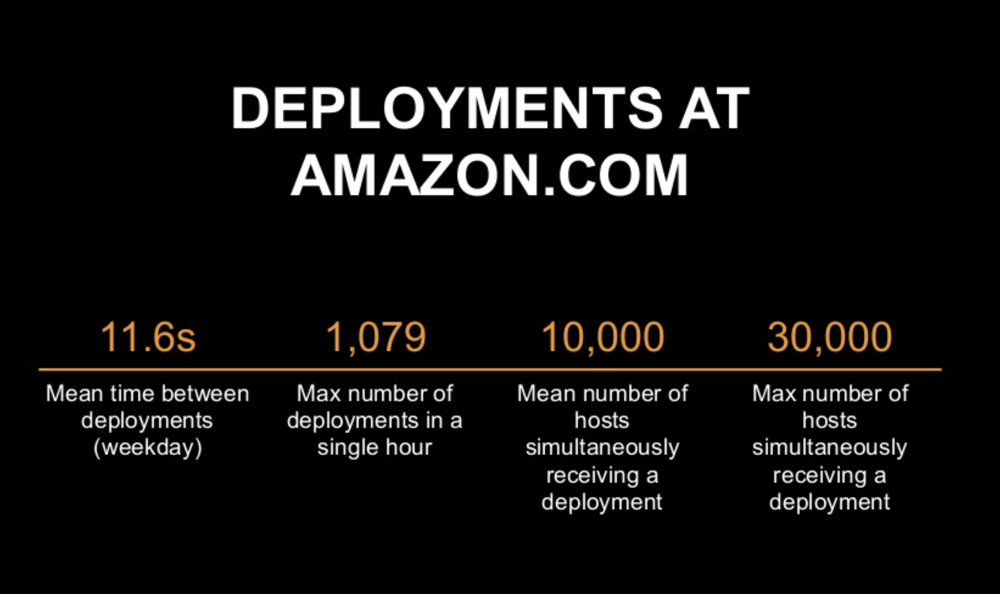 DEPLOYMENTS AT
AMAZON.COM
11.6s
Mean time between
deployments
(weekday)
1,079
Max number of
deployments in a
single hour
10,000
Mean number of
hosts
simultaneously
receiving a
deployment
30,000
Max number of
hosts
simultaneously
receiving a
deployment